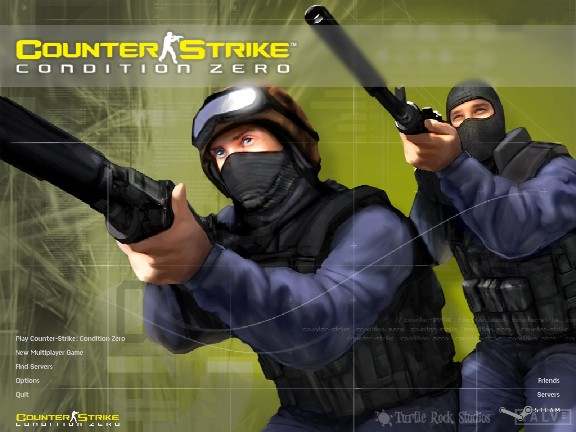 COUNTER STRIKE™
CONDITION ZERO
Play Counter-Strike: Condition Zero
New Multiplayer Game
Find Servers
Options
Quit
Friends
Servers
COUNTER STRIKE
CONDITION ZERO
Turtle Rock Studios
VALVE
STEAM